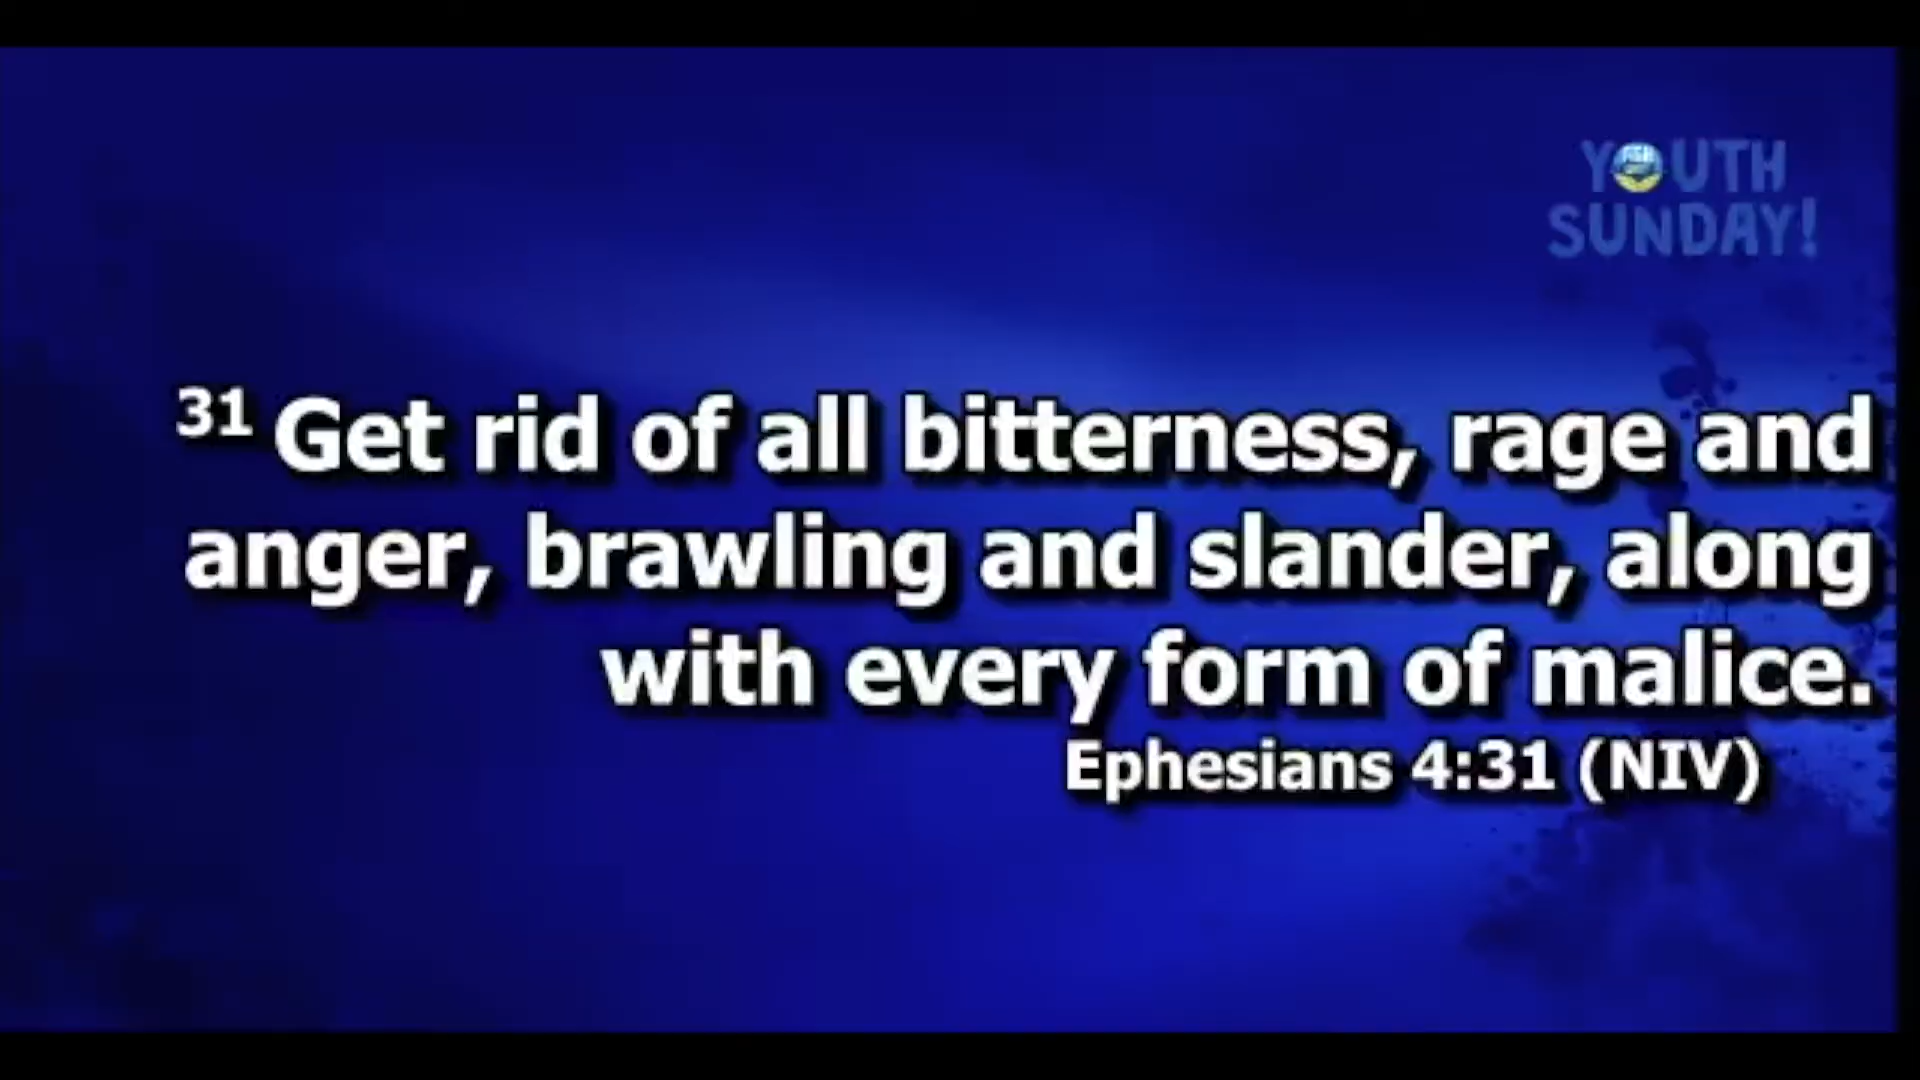 YOUTH
SUNDAY!
31 Get rid of all bitterness, rage and
anger, brawling and slander, along
with every form of malice.
Ephesians 4:31 (NIV)